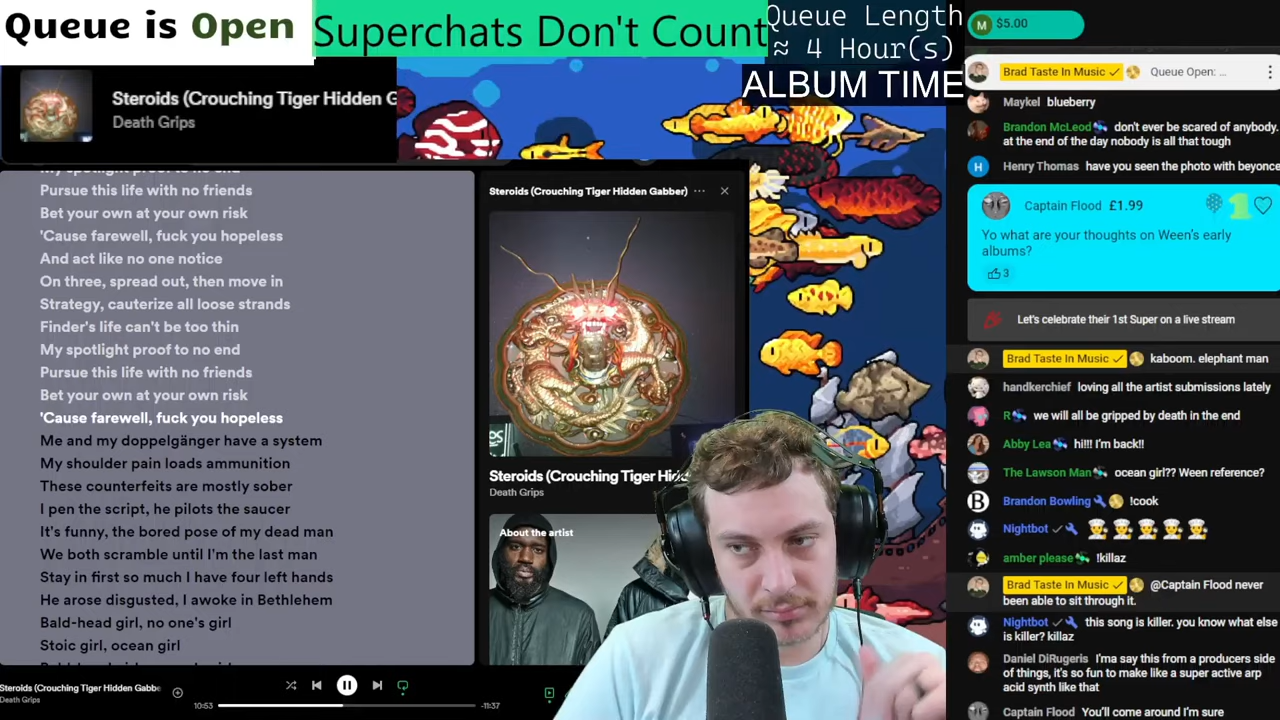 Queue is Open
Superchats Don't Count
Queue Length
≈ 4 Hour(s)
ALBUM TIME
Steroids (Crouching Tiger Hidden G
Death Grips
My spotlight proof to no end
Pursue this life with no friends
Bet your own at your own risk
'Cause farewell, fuck you hopeless
And act like no one notice
On three, spread out, then move in
Strategy, cauterize all loose strands
Finder's life can't be too thin
My spotlight proof to no end
Pursue this life with no friends
Bet your own at your own risk
'Cause farewell, fuck you hopeless
Me and my doppelgänger have a system
My shoulder pain loads ammunition
These counterfeits are mostly sober
I pen the script, he pilots the saucer
It's funny, the bored pose of my dead man
We both scramble until I'm the last man
Stay in first so much I have four left hands
He arose disgusted, I awoke in Bethlehem
Bald-head girl, no one's girl
Stoic girl, ocean girl
Steroids (Crouching Tiger Hidden Gabber)
Steroids (Crouching Tiger Hid
Death Grips
About the artist
Steroids (Crouching Tiger Hidden Gabbe
Death Grips
10:53
-11:37
M $5.00
Brad Taste In Music Queue Open: ...
Maykel blueberry
Brandon McLeod don't ever be scared of anybody.
at the end of the day nobody is all that tough
H Henry Thomas have you seen the photo with beyonce
Captain Flood £1.99
1
Yo what are your thoughts on Ween's early
albums?
3
Let's celebrate their 1st Super on a live stream
Brad Taste In Music kaboom. elephant man
handkerchief loving all the artist submissions lately
R we will all be gripped by death in the end
Abby Lea hi!!! I'm back!!
The Lawson Man ocean girl?? Ween reference?
B Brandon Bowling !cook
Nightbot 👨‍🍳👨‍🍳👨‍🍳👨‍🍳👨‍🍳
amber please !killaz
Brad Taste In Music @Captain Flood never
been able to sit through it.
Nightbot this song is killer. you know what else
is killer? killaz
Daniel DiRugeris I'ma say this from a producers side
of things, it's so fun to make like a super active arp
acid synth like that
Captain Flood You'll come around I'm sure